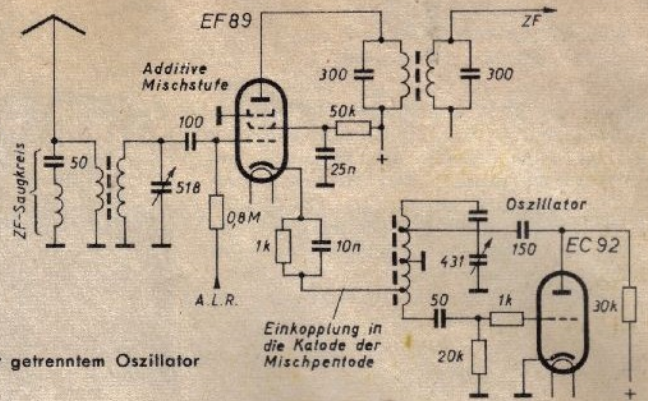 EF89
ZF
Additive
Mischstufe
300
300
100
50k
50
518
25n
ZF-Saugkreis
0,8M
1k
10n
A.L.R.
Oszillator
431
150
EC 92
50
1k
30k
20k
Einkopplung in
die Katode der
Mischpentode
getrenntem Oszillator
+
+